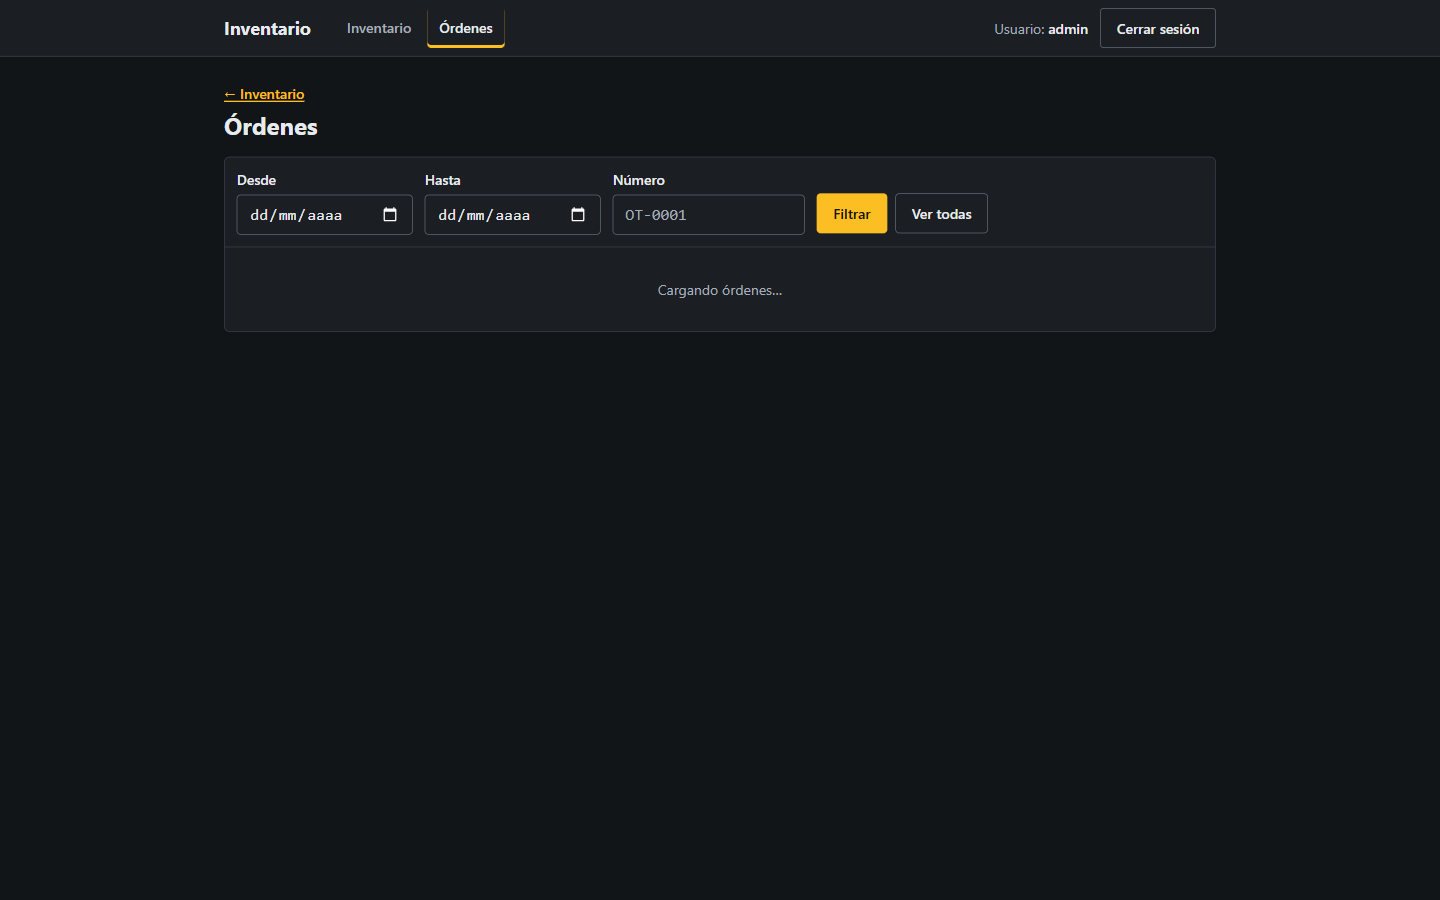 Inventario Inventario Órdenes Usuario: admin Cerrar sesión
← Inventario
Órdenes
Desde Hasta Número
dd/mm/aaaa dd/mm/aaaa OT-0001 Filtrar Ver todas
Cargando órdenes...